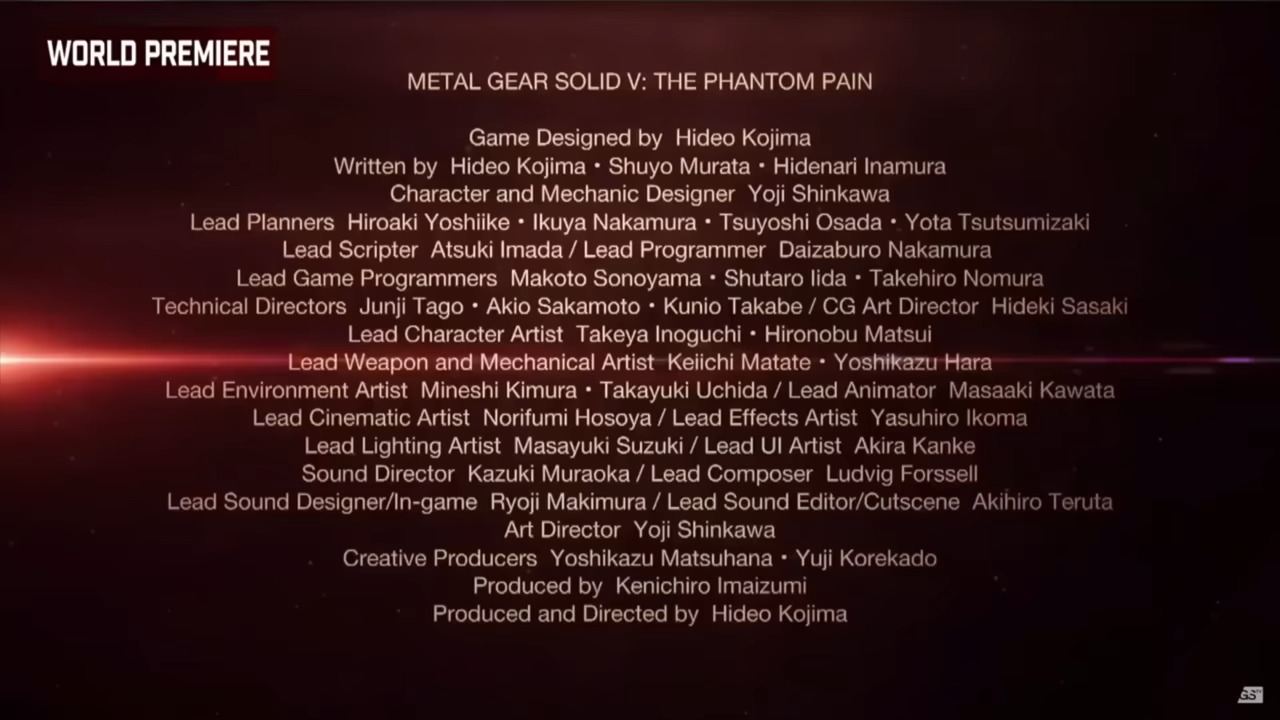 WORLD PREMIERE
METAL GEAR SOLID V: THE PHANTOM PAIN
Game Designed by Hideo Kojima
Written by Hideo Kojima・Shuyo Murata・Hidenari Inamura
Character and Mechanic Designer Yoji Shinkawa
Lead Planners Hiroaki Yoshiike・Ikuya Nakamura・Tsuyoshi Osada・Yota Tsutsumizaki
Lead Scripter Atsuki Imada / Lead Programmer Daizaburo Nakamura
Lead Game Programmers Makoto Sonoyama・Shutaro Iida・Takehiro Nomura
Technical Directors Junji Tago・Akio Sakamoto・Kunio Takabe / CG Art Director Hideki Sasaki
Lead Character Artist Takeya Inoguchi・Hironobu Matsui
Lead Weapon and Mechanical Artist Keiichi Matate・Yoshikazu Hara
Lead Environment Artist Mineshi Kimura・Takayuki Uchida / Lead Animator Masaaki Kawata
Lead Cinematic Artist Norifumi Hosoya / Lead Effects Artist Yasuhiro Ikoma
Lead Lighting Artist Masayuki Suzuki / Lead UI Artist Akira Kanke
Sound Director Kazuki Muraoka / Lead Composer Ludvig Forssell
Lead Sound Designer/In-game Ryoji Makimura / Lead Sound Editor/Cutscene Akihiro Teruta
Art Director Yoji Shinkawa
Creative Producers Yoshikazu Matsuhana・Yuji Korekado
Produced by Kenichiro Imaizumi
Produced and Directed by Hideo Kojima
GS